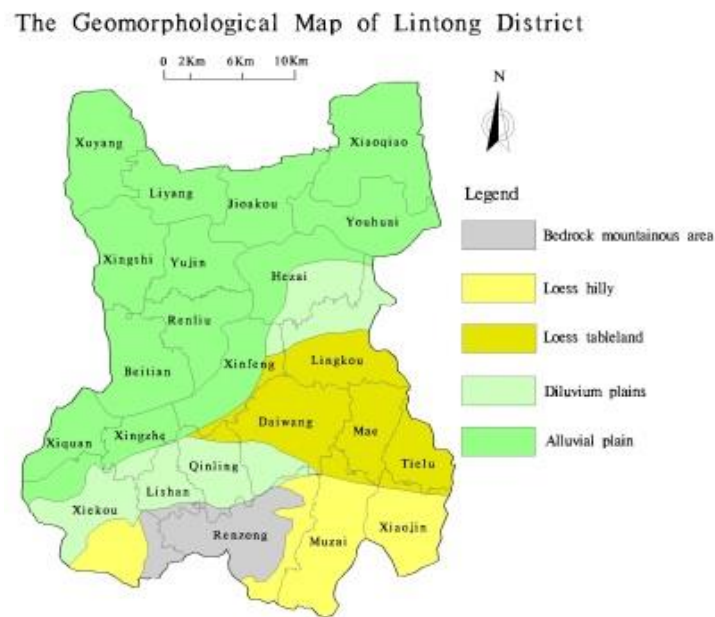 The Geomorphological Map of Lintong District
0 2Km 6Km 10Km
N
Xuyang
Xiaoqiao
Liyang
Jioakou
Youhuai
Xingshi
Yujin
Hezai
Renliu
Beitian
Xinfeng
Lingkou
Daiwang
Mae
Tielu
Xiquan
Xingzhe
Qinling
Lishan
Xiekou
Renzong
Muzai
Xiaojin
Legend
Bedrock mountainous area
Loess hilly
Loess tableland
Diluvium plains
Alluvial plain